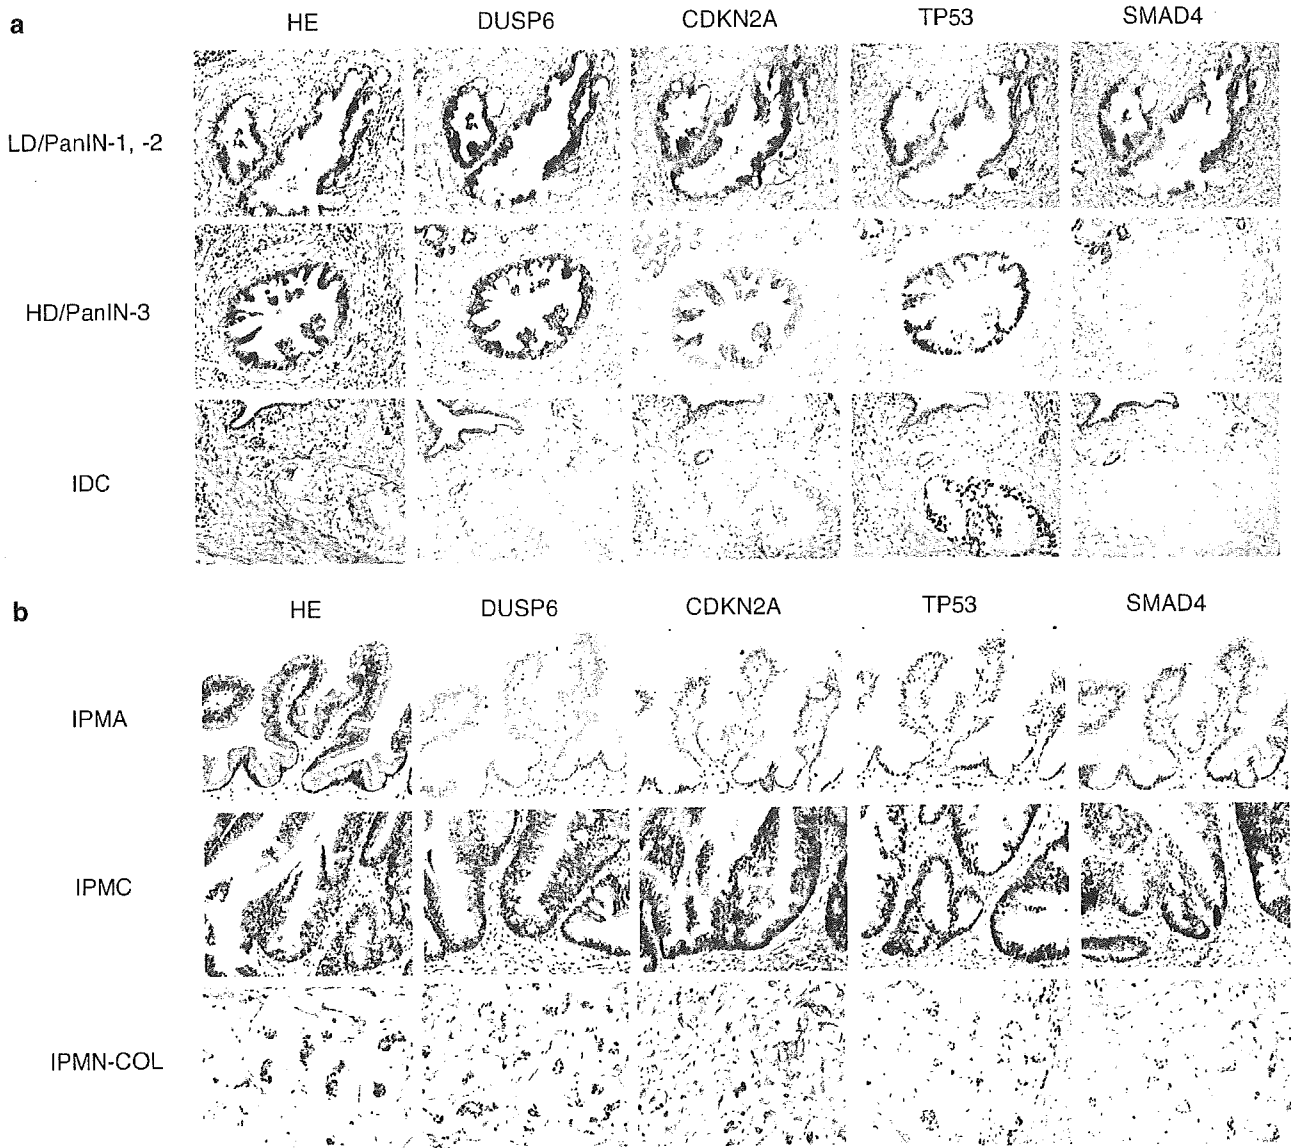 a HE DUSP6 CDKN2A TP53 SMAD4
LD/PanIN-1, -2
HD/PanIN-3
IDC
b HE DUSP6 CDKN2A TP53 SMAD4
IPMA
IPMC
IPMN-COL